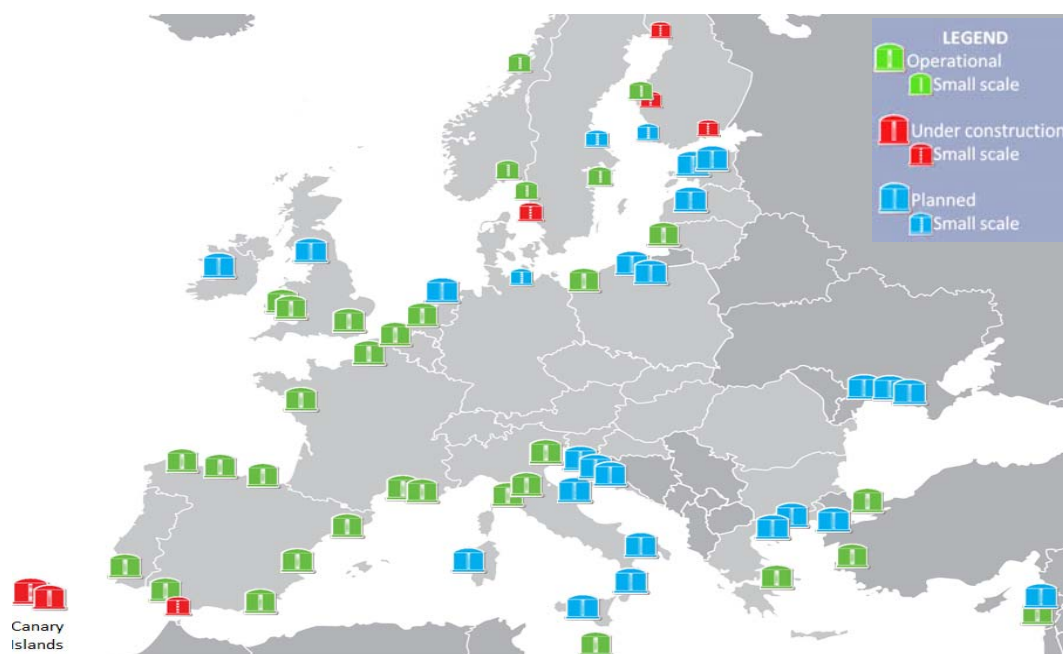 LEGEND
Operational
Small scale
Under construction
Small scale
Planned
Small scale
Canary
Islands